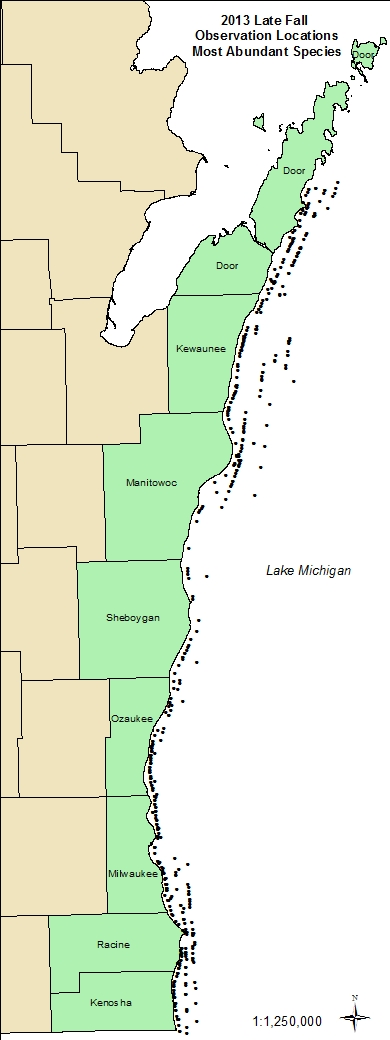 2013 Late Fall
Observation Locations
Most Abundant Species
Door
Door
Door
Kewaunee
Manitowoc
Lake Michigan
Sheboygan
Ozaukee
Milwaukee
Racine
Kenosha
N
1:1,250,000